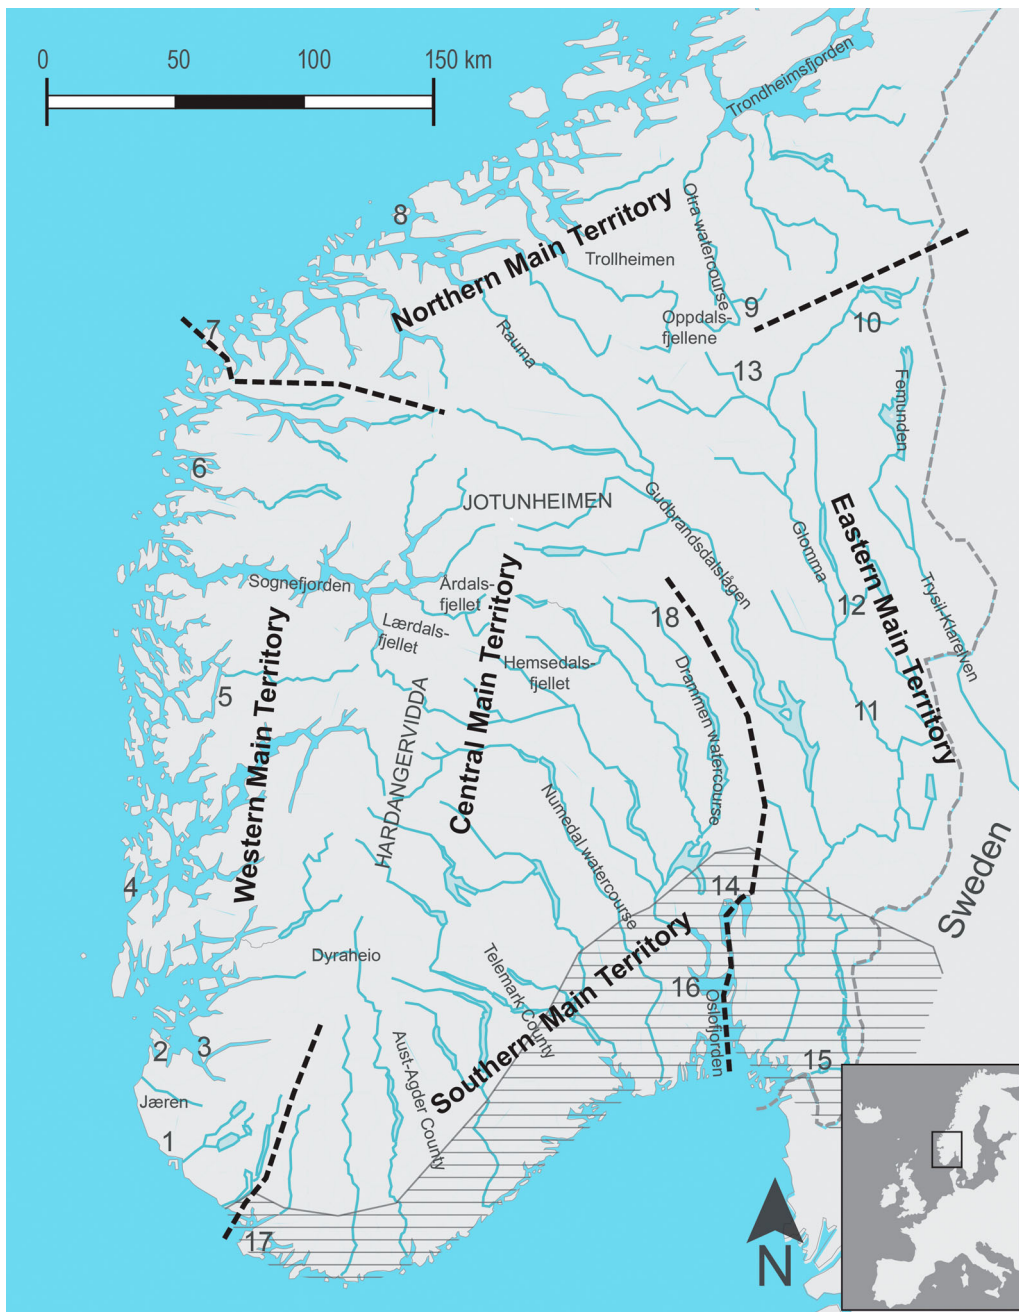 0 50 100 150 km
Trondheimsfjorden
8
Northern Main Territory
Otra watercourse
Trollheimen
9
Oppdals-
fjellene
10
7
Rauma
13
Femunden
6
JOTUNHEIMEN
Gudbrandsdalslågen
Glomma
Eastern Main Territory
Trysil-Klarelven
Sognefjorden
Årdals-
fjellet
Lærdals-
fjellet
Central Main Territory
18
12
Hemsedals-
fjellet
Drammen watercourse
5
Western Main Territory
HARDANGERVIDDA
11
Numedal watercourse
4
14
Sweden
Dyraheio
Telemark County
Southern Main Territory
16
Oslofjorden
2
3
Aust-Agder County
15
Jæren
1
17
N